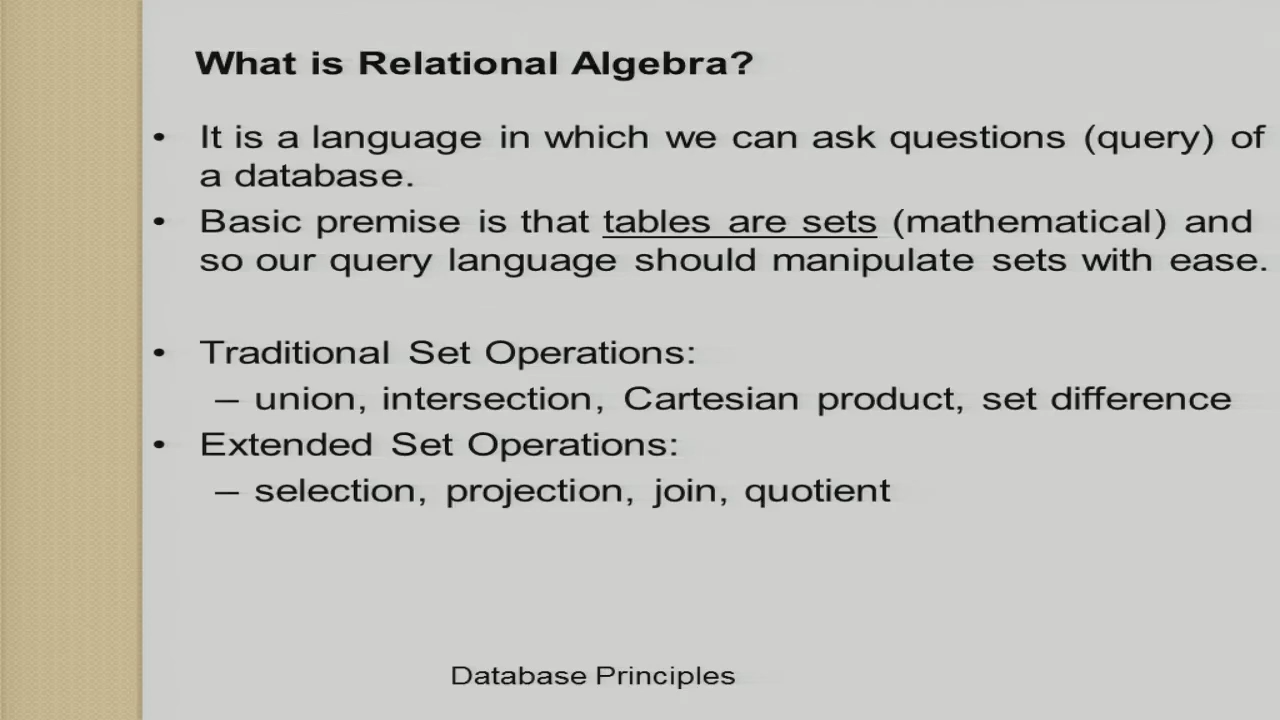 What is Relational Algebra?
• It is a language in which we can ask questions (query) of
a database.
• Basic premise is that tables are sets (mathematical) and
so our query language should manipulate sets with ease.
• Traditional Set Operations:
– union, intersection, Cartesian product, set difference
• Extended Set Operations:
– selection, projection, join, quotient
Database Principles